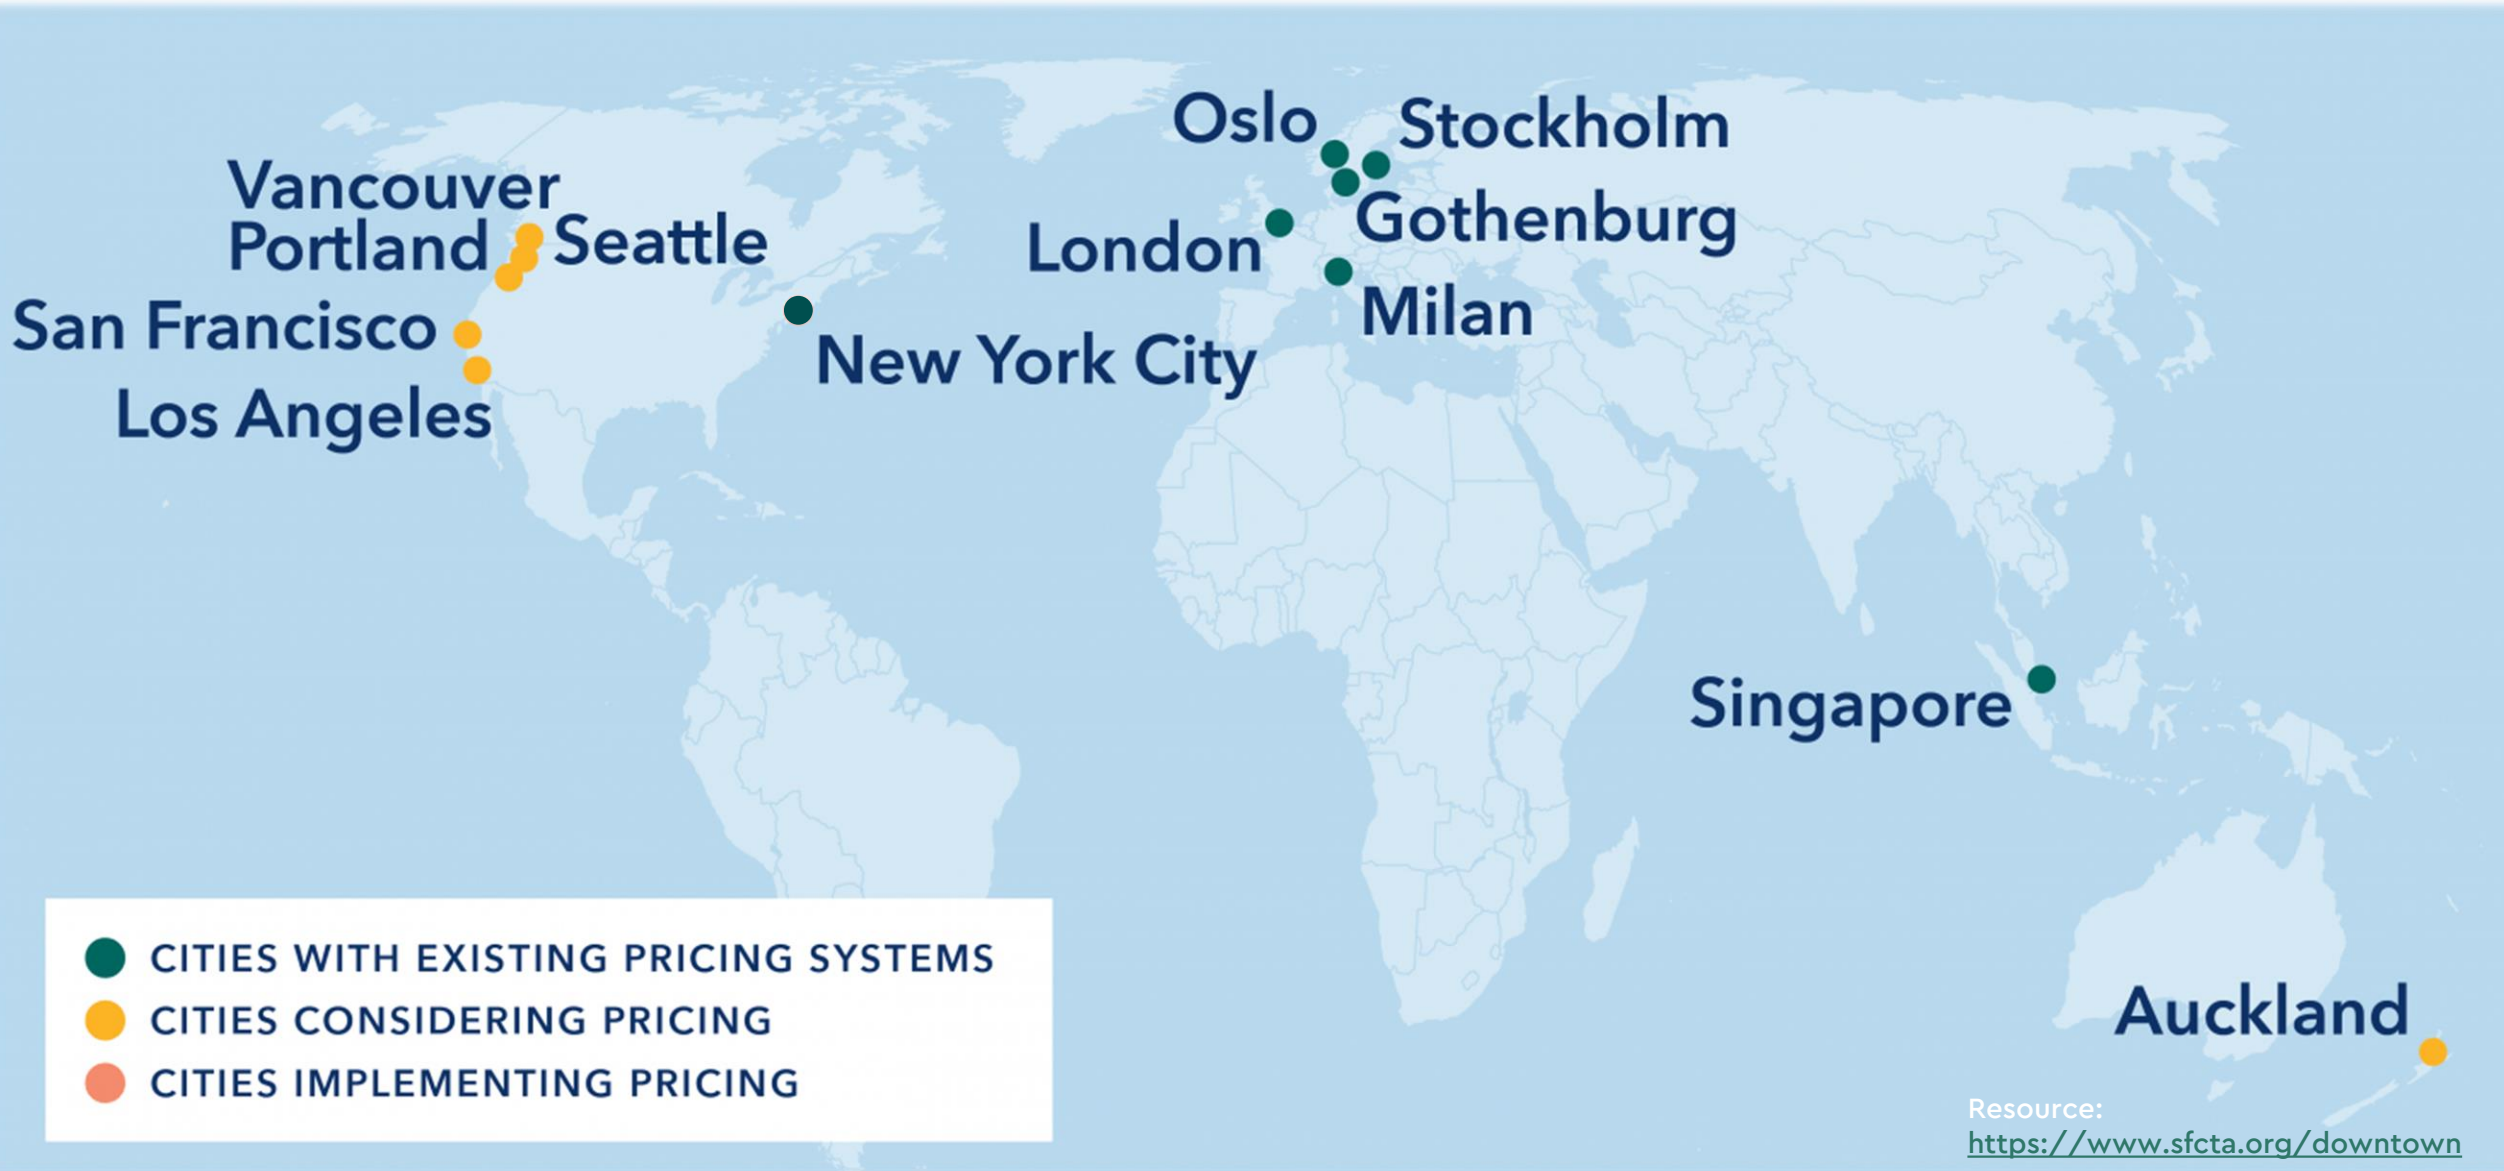 Oslo
Stockholm
Vancouver
Portland
Seattle
Gothenburg
London
San Francisco
Milan
New York City
Los Angeles
Singapore
CITIES WITH EXISTING PRICING SYSTEMS
CITIES CONSIDERING PRICING
CITIES IMPLEMENTING PRICING
Auckland
Resource:
https://www.sfcta.org/downtown